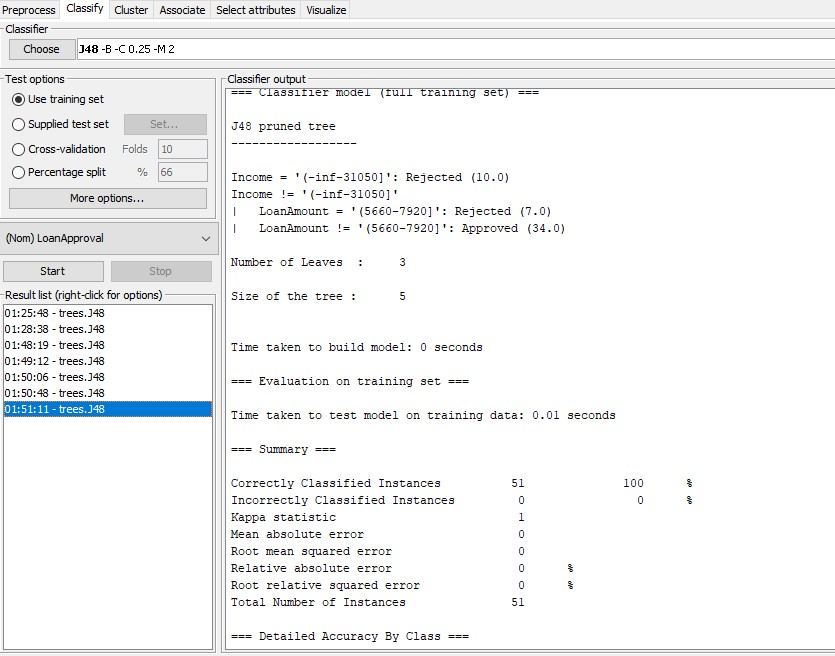 Preprocess Classify Cluster Associate Select attributes Visualize
Classifier
Choose J48 -B -C 0.25 -M 2
Test options
Use training set
Supplied test set Set...
Cross-validation Folds 10
Percentage split % 66
More options...
(Nom) LoanApproval
Start Stop
Result list (right-click for options)
01:25:48 - trees.J48
01:28:38 - trees.J48
01:48:19 - trees.J48
01:49:12 - trees.J48
01:50:06 - trees.J48
01:50:48 - trees.J48
01:51:11 - trees.J48
Classifier output
=== Classifier model (full training set) ===
J48 pruned tree
------------------
Income = '(-inf-31050]': Rejected (10.0)
Income != '(-inf-31050]'
|   LoanAmount = '(5660-7920]': Rejected (7.0)
|   LoanAmount != '(5660-7920]': Approved (34.0)
Number of Leaves  : 	3
Size of the tree : 	5
Time taken to build model: 0 seconds
=== Evaluation on training set ===
Time taken to test model on training data: 0.01 seconds
=== Summary ===
Correctly Classified Instances 51 100 %
Incorrectly Classified Instances 0 0 %
Kappa statistic 1
Mean absolute error 0
Root mean squared error 0
Relative absolute error 0 %
Root relative squared error 0 %
Total Number of Instances 51
=== Detailed Accuracy By Class ===